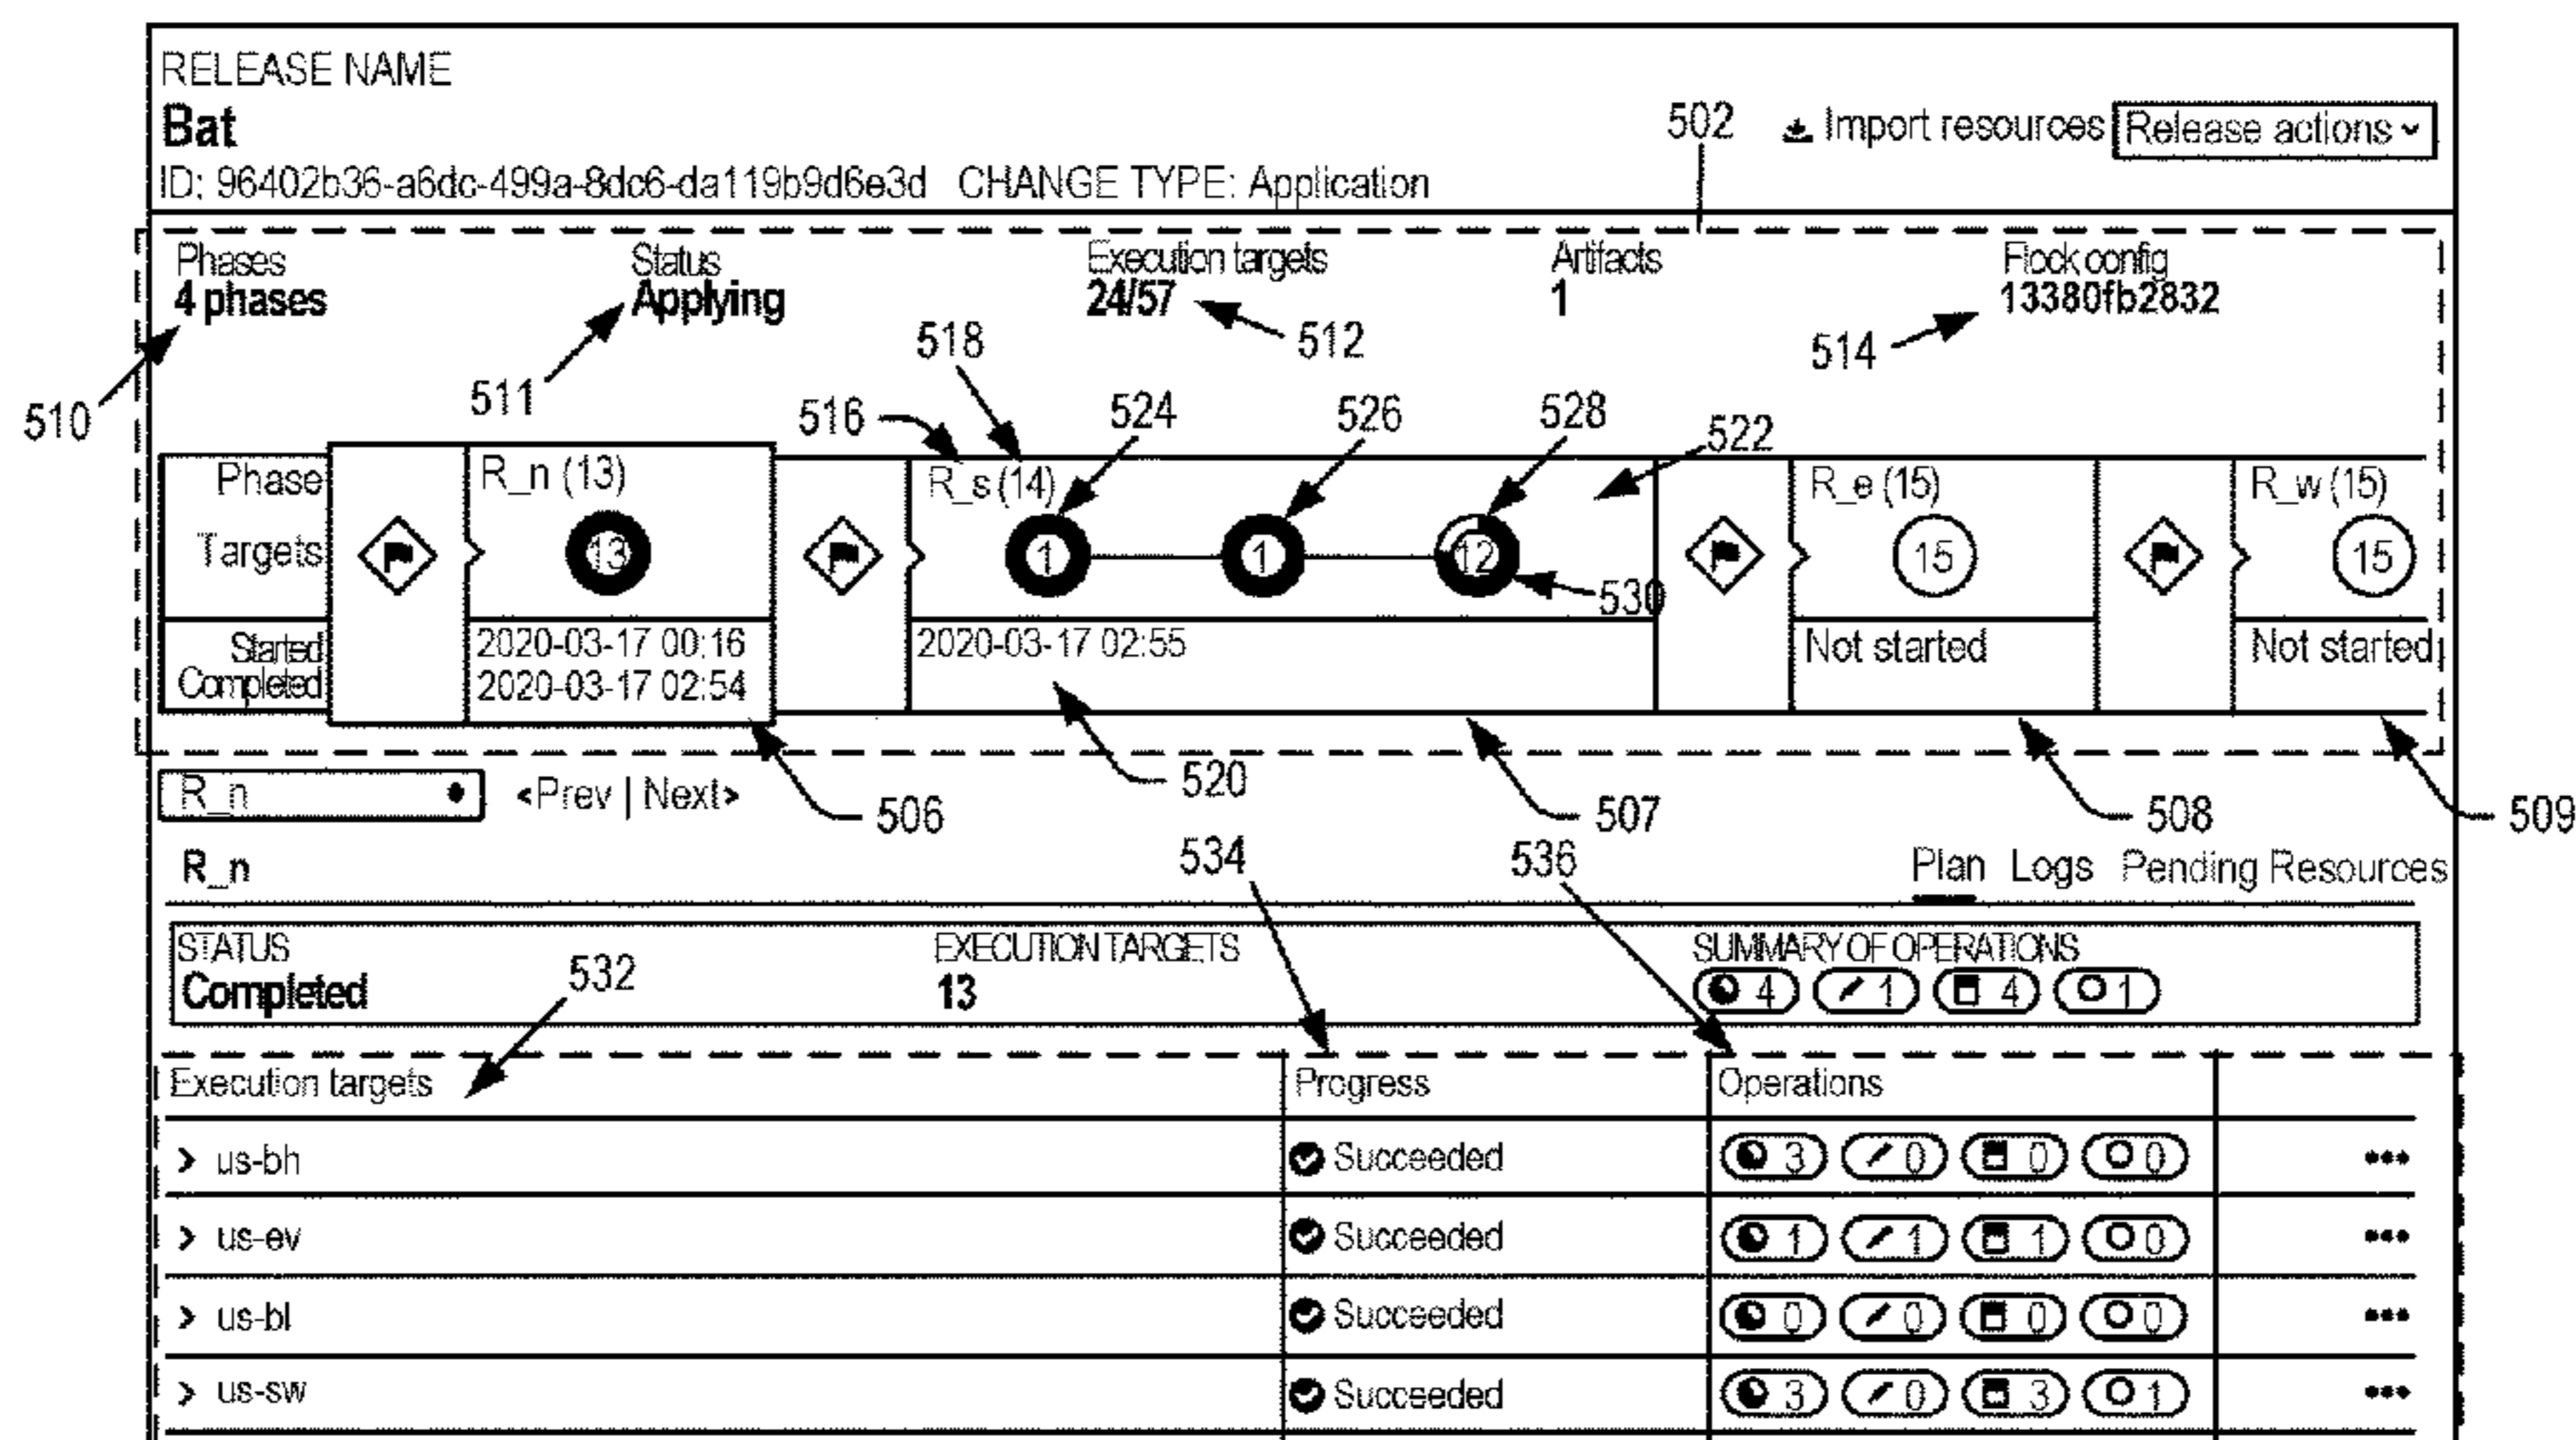 RELEASE NAME
Bat
502 Import resources Release actions
ID: 96402b36-a6dc-499a-8dc6-da119b9d6e3d CHANGE TYPE: Application
Phases Status Execution targets Artifacts Flock config
4 phases Applying 24/57 1 13380fb2832
518 512 514
510 511 516 524 526 528 522
Phase R_n (13) R_s (14) R_e (15) R_w (15)
Targets 13 1 1 12 15 15
530
Started 2020-03-17 00:16 2020-03-17 02:55 Not started Not started
Completed 2020-03-17 02:54
R_n <Prev | Next> 506 520 507 508 509
R_n 534 536 Plan Logs Pending Resources
STATUS EXECUTION TARGETS SUMMARY OF OPERATIONS
Completed 532 13 4 1 4 1
Execution targets Progress Operations
> us-bh Succeeded 3 0 0 0 •••
> us-ev Succeeded 1 1 1 0 •••
> us-bl Succeeded 0 0 0 0 •••
> us-sw Succeeded 3 0 3 1 •••